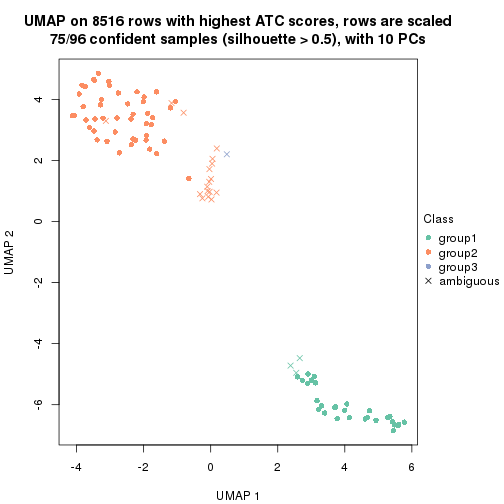 UMAP on 8516 rows with highest ATC scores, rows are scaled
75/96 confident samples (silhouette > 0.5), with 10 PCs
4
2
0
-2
-4
-6
UMAP 2
-4
-2
0
2
4
6
UMAP 1
Class
group1
group2
group3
ambiguous